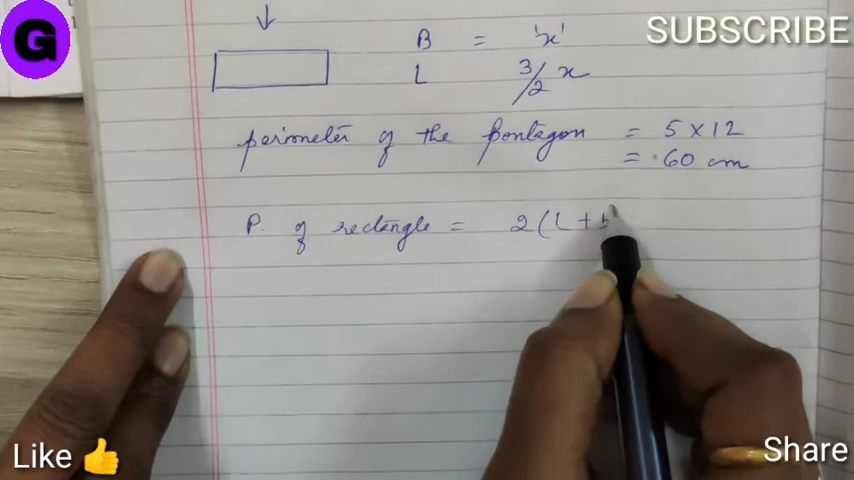 G
SUBSCRIBE
B = 'x'
L 3/2 x
perimeter of the pentagon = 5 x 12
= 60 cm
P. of rectangle = 2 (L + b
Like 👍
Share